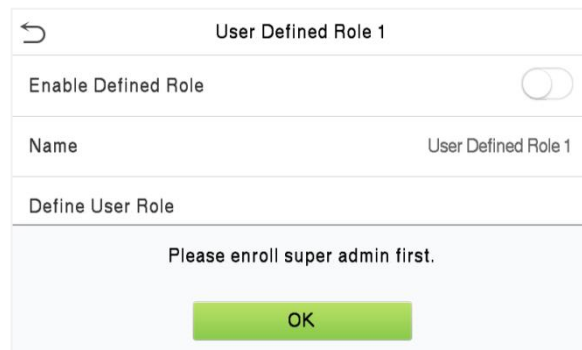 User Defined Role 1
Enable Defined Role
Name User Defined Role 1
Define User Role
Please enroll super admin first.
OK